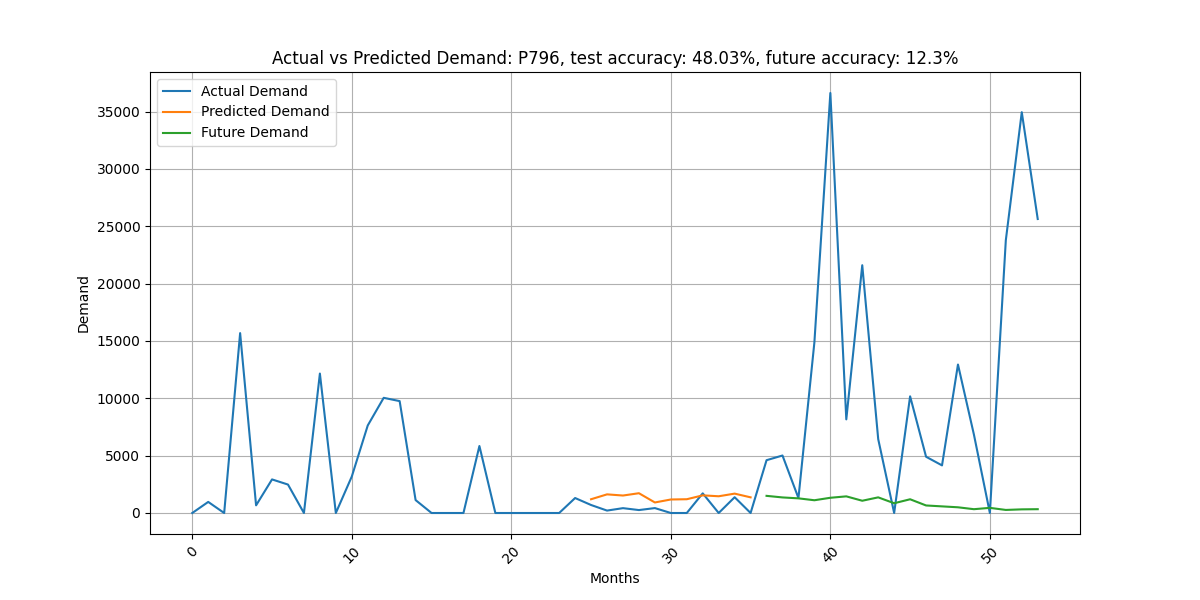 Actual vs Predicted Demand: P796, test accuracy: 48.03%, future accuracy: 12.3%
Actual Demand
Predicted Demand
Future Demand
35000
30000
25000
20000
15000
10000
5000
0
Demand
0
10
20
30
40
50
Months